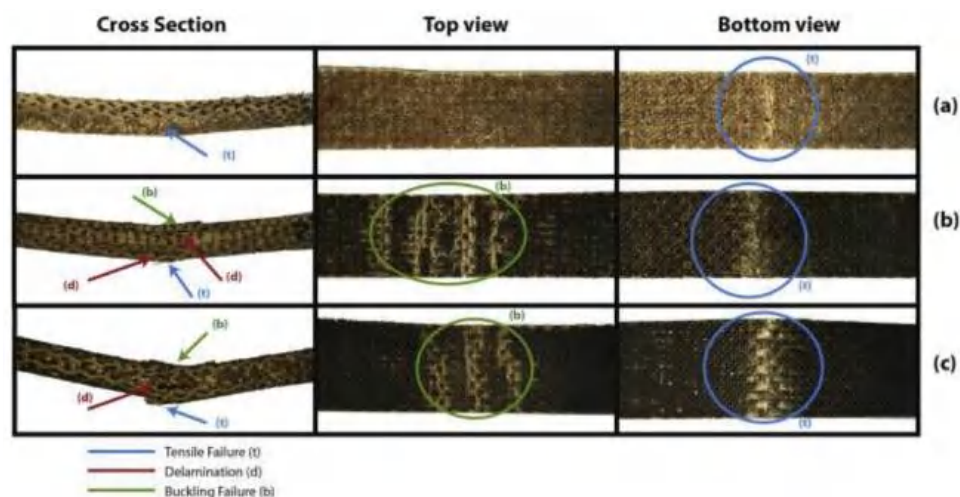 Cross Section Top view Bottom view
(t)
(t)
(a)
(b)
(b)
(d)
(d)
(t)
(t)
(b)
(b)
(b)
(d)
(t)
(t)
(c)
Tensile Failure (t)
Delamination (d)
Buckling Failure (b)